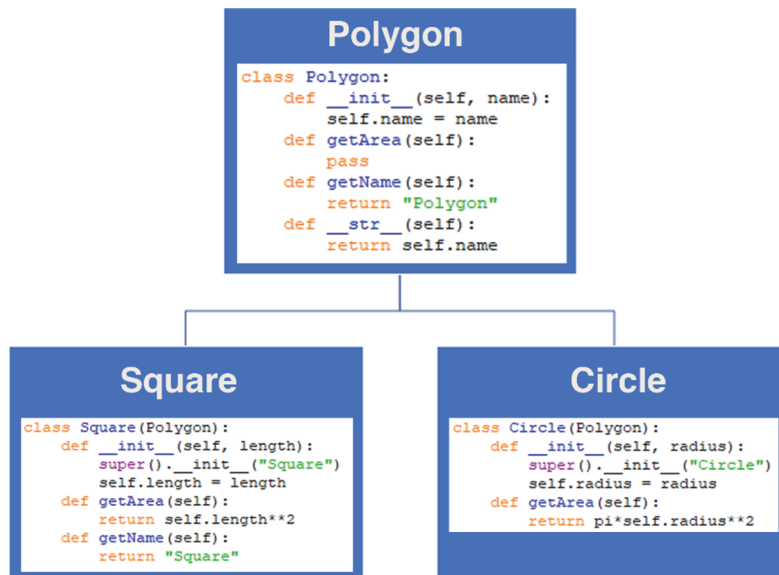 Polygon
class Polygon:
    def __init__(self, name):
        self.name = name
    def getArea(self):
        pass
    def getName(self):
        return "Polygon"
    def __str__(self):
        return self.name
Square
class Square(Polygon):
    def __init__(self, length):
        super().__init__("Square")
        self.length = length
    def getArea(self):
        return self.length**2
    def getName(self):
        return "Square"
Circle
class Circle(Polygon):
    def __init__(self, radius):
        super().__init__("Circle")
        self.radius = radius
    def getArea(self):
        return pi*self.radius**2